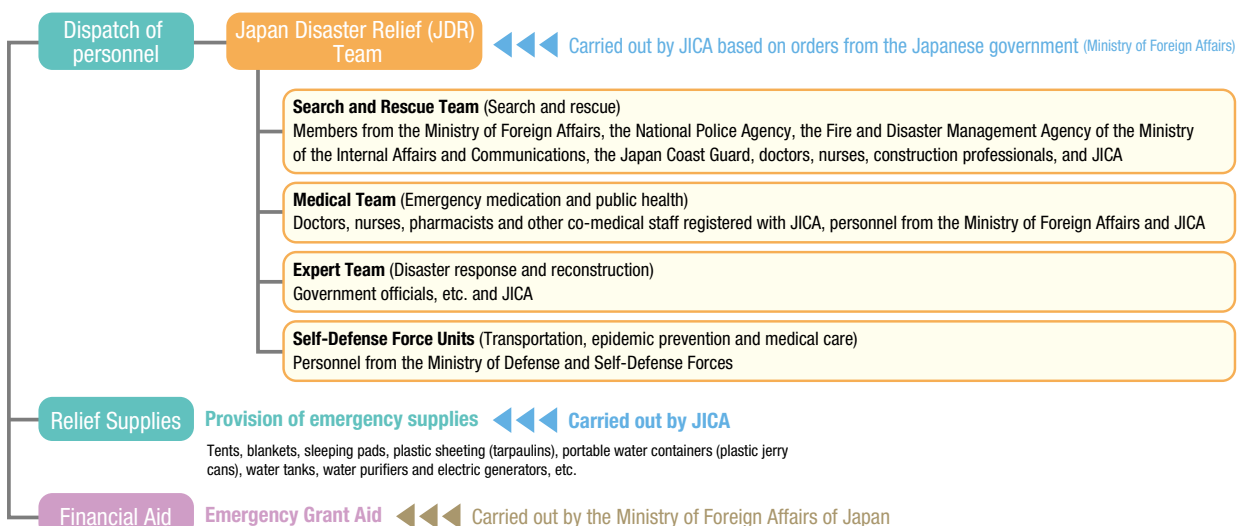 Dispatch of
personnel
Japan Disaster Relief (JDR)
Team
Carried out by JICA based on orders from the Japanese government (Ministry of Foreign Affairs)
Search and Rescue Team (Search and rescue)
Members from the Ministry of Foreign Affairs, the National Police Agency, the Fire and Disaster Management Agency of the Ministry
of the Internal Affairs and Communications, the Japan Coast Guard, doctors, nurses, construction professionals, and JICA
Medical Team (Emergency medication and public health)
Doctors, nurses, pharmacists and other co-medical staff registered with JICA, personnel from the Ministry of Foreign Affairs and JICA
Expert Team (Disaster response and reconstruction)
Government officials, etc. and JICA
Self-Defense Force Units (Transportation, epidemic prevention and medical care)
Personnel from the Ministry of Defense and Self-Defense Forces
Relief Supplies
Provision of emergency supplies
Carried out by JICA
Tents, blankets, sleeping pads, plastic sheeting (tarpaulins), portable water containers (plastic jerry
cans), water tanks, water purifiers and electric generators, etc.
Financial Aid
Emergency Grant Aid
Carried out by the Ministry of Foreign Affairs of Japan